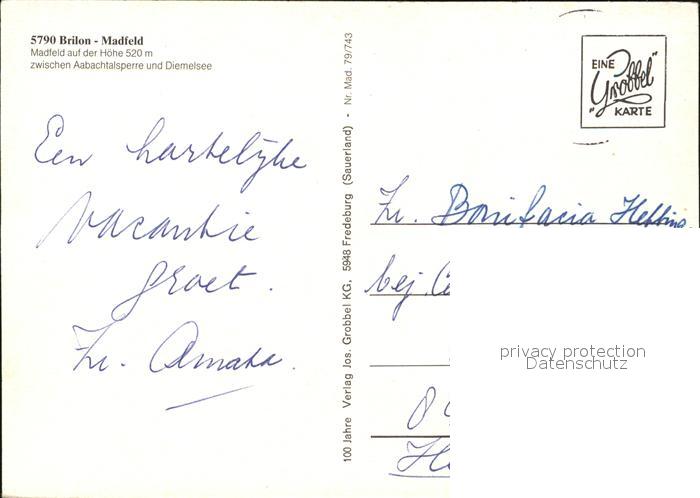 5790 Brilon - Madfeld
Madfeld auf der Höhe 520 m
zwischen Aabachtalsperre und Diemelsee
Een hartelijke
vacantie
groet.
Zr. Amata.
100 Jahre Verlag Jos. Grobbel KG, 5948 Fredeburg (Sauerland) - Nr. Mad. 79/743
EINE
"Grobbel"
KARTE
Zr. Bonifacia
bej.
privacy protection
Datenschutz
8